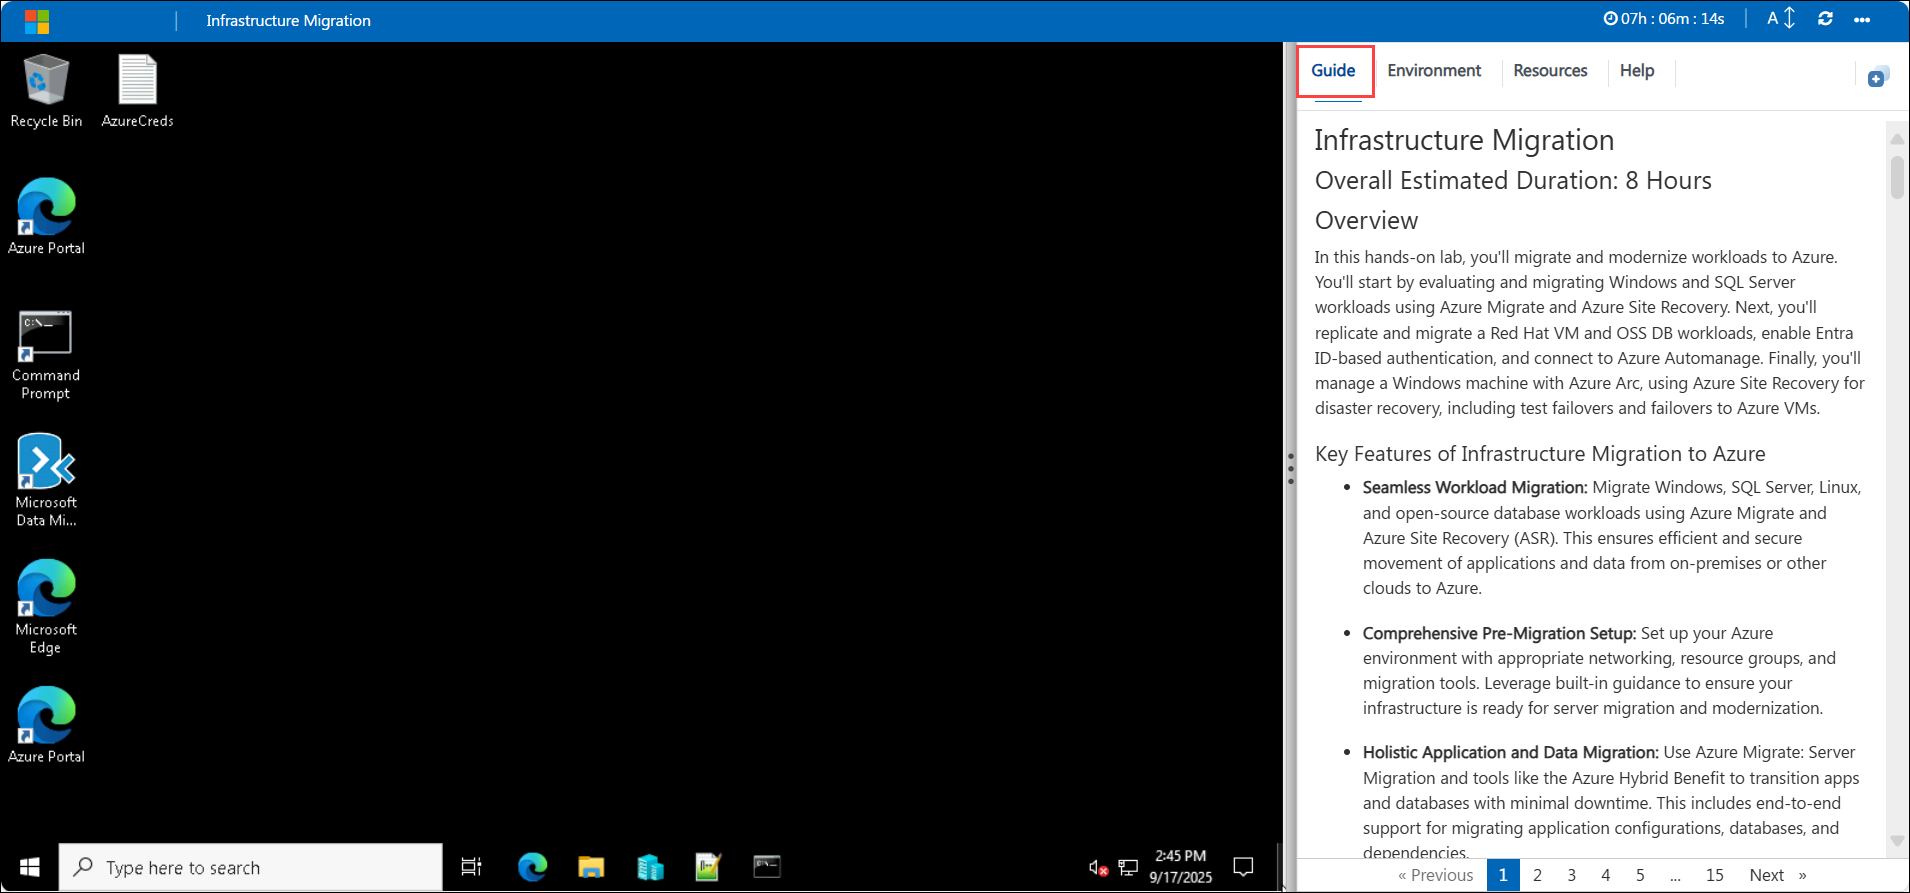 Infrastructure Migration
07h : 06m : 14s
A
Recycle Bin
AzureCreds
Azure Portal
C:\_
Command
Prompt
Microsoft
Data Mi...
Microsoft
Edge
Azure Portal
Type here to search
2:45 PM
9/17/2025
Guide
Environment
Resources
Help
Infrastructure Migration
Overall Estimated Duration: 8 Hours
Overview
In this hands-on lab, you'll migrate and modernize workloads to Azure.
You'll start by evaluating and migrating Windows and SQL Server
workloads using Azure Migrate and Azure Site Recovery. Next, you'll
replicate and migrate a Red Hat VM and OSS DB workloads, enable Entra
ID-based authentication, and connect to Azure Automanage. Finally, you'll
manage a Windows machine with Azure Arc, using Azure Site Recovery for
disaster recovery, including test failovers and failovers to Azure VMs.
Key Features of Infrastructure Migration to Azure
• Seamless Workload Migration: Migrate Windows, SQL Server, Linux,
and open-source database workloads using Azure Migrate and
Azure Site Recovery (ASR). This ensures efficient and secure
movement of applications and data from on-premises or other
clouds to Azure.
• Comprehensive Pre-Migration Setup: Set up your Azure
environment with appropriate networking, resource groups, and
migration tools. Leverage built-in guidance to ensure your
infrastructure is ready for server migration and modernization.
• Holistic Application and Data Migration: Use Azure Migrate: Server
Migration and tools like the Azure Hybrid Benefit to transition apps
and databases with minimal downtime. This includes end-to-end
support for migrating application configurations, databases, and
dependencies.
« Previous 1 2 3 4 5 ... 15 Next »